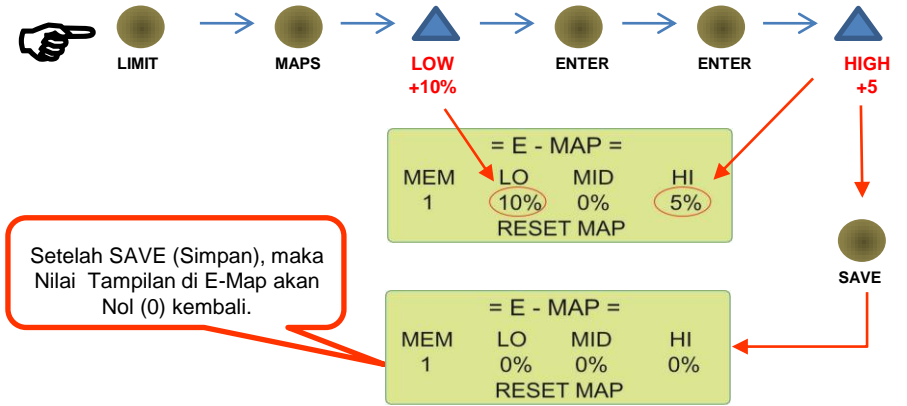 LIMIT
MAPS
LOW
+10%
ENTER
ENTER
HIGH
+5
= E - MAP =
MEM LO MID HI
1 10% 0% 5%
RESET MAP
SAVE
Setelah SAVE (Simpan), maka
Nilai Tampilan di E-Map akan
Nol (0) kembali.
= E - MAP =
MEM LO MID HI
1 0% 0% 0%
RESET MAP